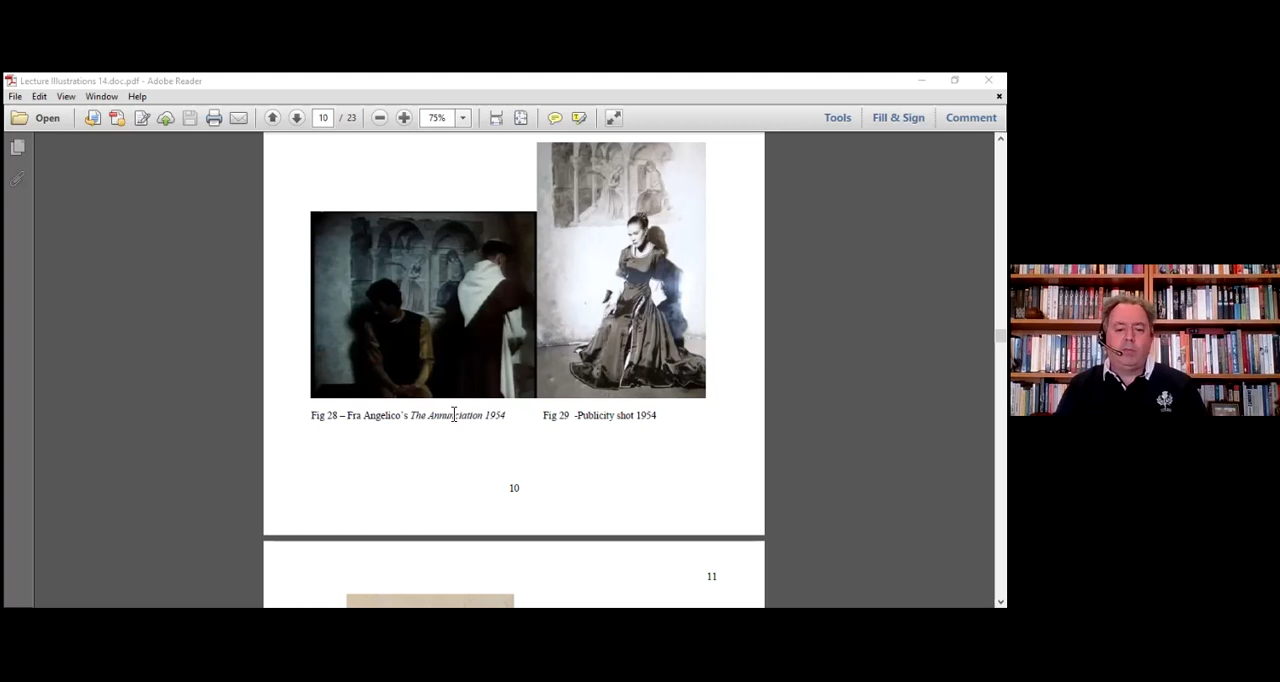 Lecture Illustrations 14.doc.pdf - Adobe Reader
File Edit View Window Help
Open 10 / 23 75% Tools Fill & Sign Comment
Fig 28 – Fra Angelico's The Annunciation 1954 Fig 29 -Publicity shot 1954
10
11